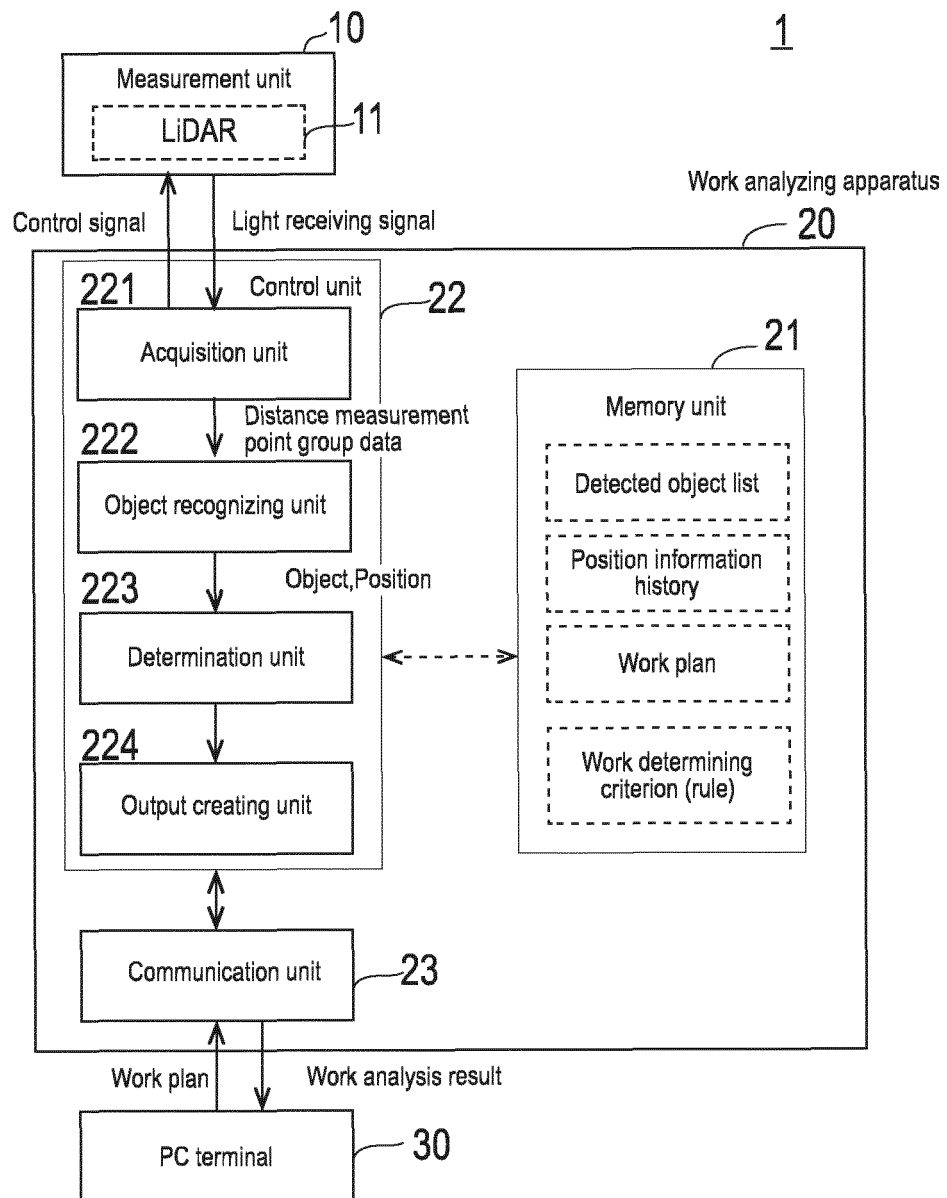 10
1
Measurement unit
LiDAR
11
Work analyzing apparatus
Control signal
Light receiving signal
20
221
Control unit
22
Acquisition unit
21
Memory unit
Distance measurement
point group data
222
Object recognizing unit
Detected object list
Object,Position
Position information
history
223
Determination unit
Work plan
224
Output creating unit
Work determining
criterion (rule)
Communication unit
23
Work plan
Work analysis result
PC terminal
30